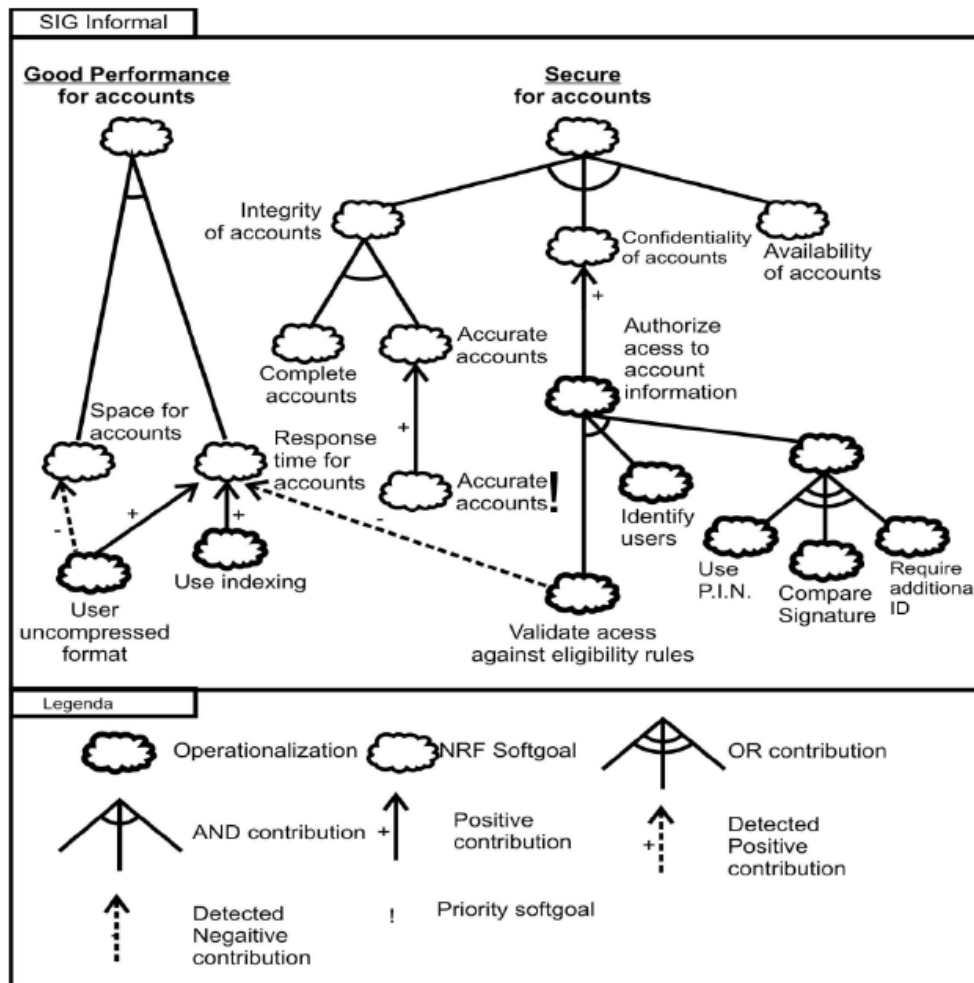 SIG Informal
Good Performance
for accounts
Secure
for accounts
Integrity
of accounts
Confidentiality
of accounts
Availability
of accounts
+
Complete
accounts
Accurate
accounts
Authorize
acess to
account
information
Space for
accounts
Response
time for
accounts
+
Accurate
accounts
!
Identify
users
-
+
+
-
User
uncompressed
format
Use indexing
Validate acess
against eligibility rules
Use
P.I.N.
Compare
Signature
Require
additiona
ID
Legenda
Operationalization
NRF Softgoal
OR contribution
AND contribution
+
Positive
contribution
+
Detected
Positive
contribution
-
Detected
Negaitive
contribution
!
Priority softgoal